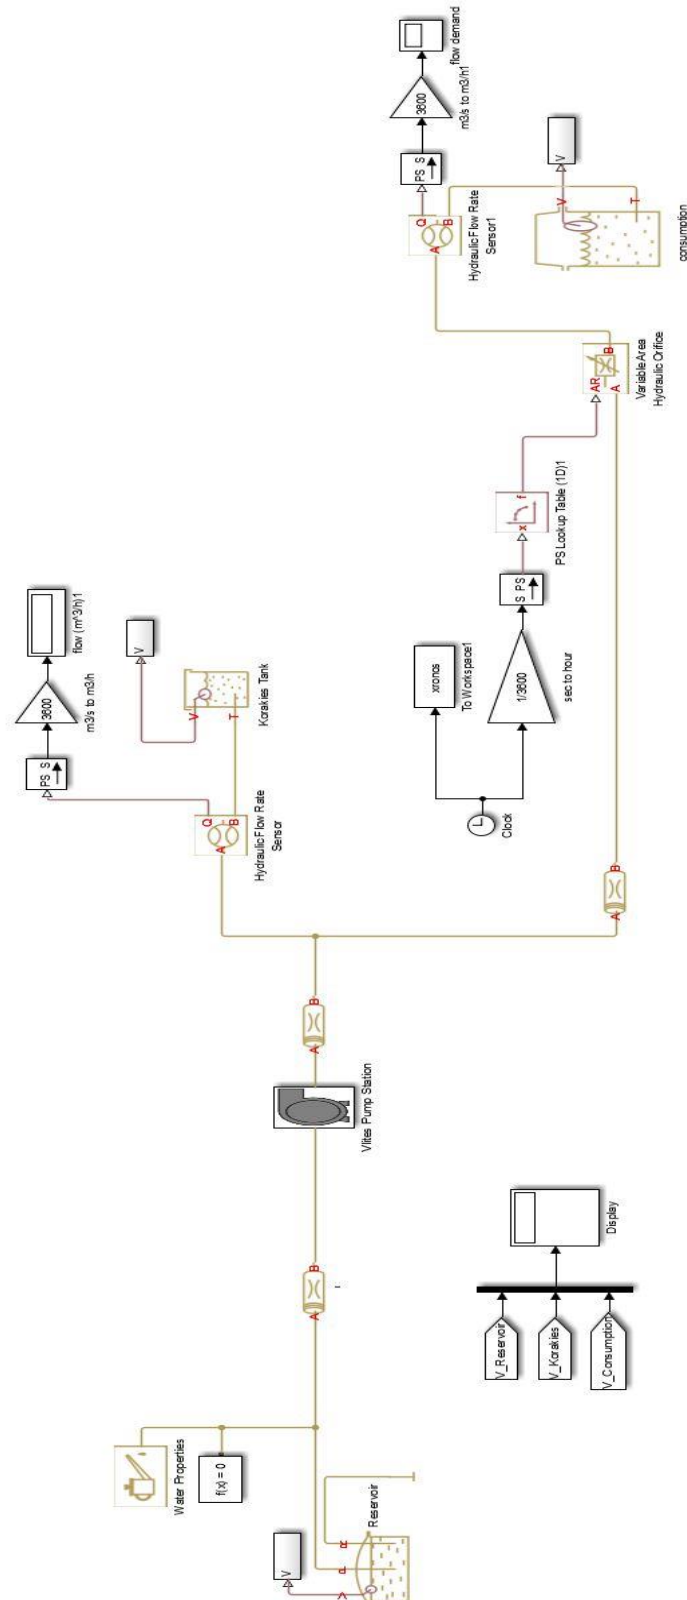 flow demand
3600
m3/s to m3/h1
PS S
V
Q
B
A
Hydraulic Flow Rate
Sensor1
V
T
consumption
B
AR
A
Variable Area
Hydraulic Orifice
f
x
PS Lookup Table (1D)1
S PS
xronos
To Workspace1
1/3600
sec to hour
Clock
flow (m^3/h)1
3600
m3/s to m3/h
PS S
V
V
T
Korakies Tank
Q
B
A
Hydraulic Flow Rate
Sensor
B
A
B
A
Vlites Pump Station
B
A
Display
V_Reservoir
V_Korakies
V_Consumption
Water Properties
f(x) = 0
V
R
P
V
Reservoir